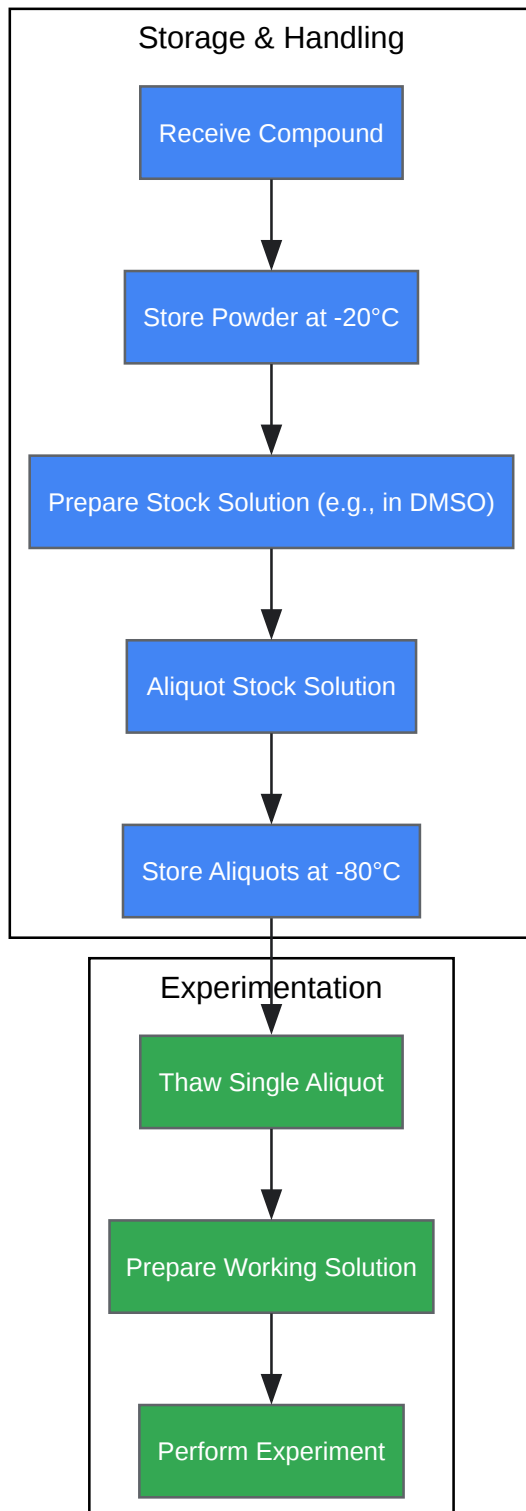 Storage & Handling
Receive Compound
Store Powder at -20°C
Prepare Stock Solution (e.g., in DMSO)
Aliquot Stock Solution
Store Aliquots at -80°C
Experimentation
Thaw Single Aliquot
Prepare Working Solution
Perform Experiment